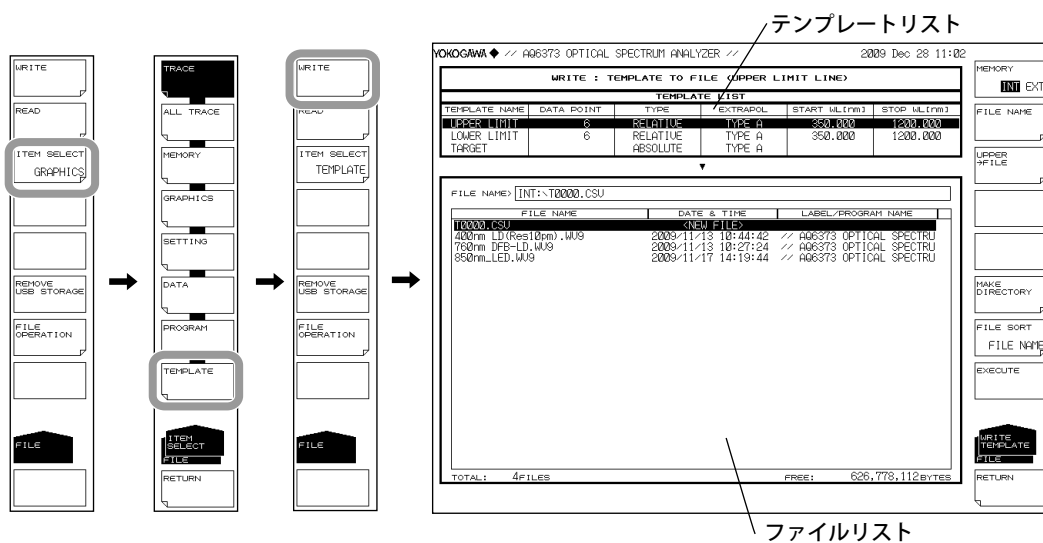 テンプレートリスト
WRITE
READ
ITEM SELECT
GRAPHICS
REMOVE
USB STORAGE
FILE
OPERATION
FILE
TRACE
ALL TRACE
MEMORY
GRAPHICS
SETTING
DATA
PROGRAM
TEMPLATE
ITEM
SELECT
FILE
RETURN
WRITE
READ
ITEM SELECT
TEMPLATE
REMOVE
USB STORAGE
FILE
OPERATION
FILE
YOKOGAWA ◆ // AQ6373 OPTICAL SPECTRUM ANALYZER // 2009 Dec 28 11:02
WRITE : TEMPLATE TO FILE (UPPER LIMIT LINE)
TEMPLATE LIST
TEMPLATE NAME DATA POINT TYPE EXTRAPOL START WL[nm] STOP WL[nm]
UPPER LIMIT 6 RELATIVE TYPE A 350.000 1200.000
LOWER LIMIT 6 RELATIVE TYPE A 350.000 1200.000
TARGET ABSOLUTE TYPE A
▼
FILE NAME> INT:\T0000.CSV
FILE NAME DATE & TIME LABEL/PROGRAM NAME
T0000.CSV <NEW FILE>
400nm LD(Res10pm).WV9 2009/11/13 10:44:42 // AQ6373 OPTICAL SPECTRU
760nm DFB-LD.WV9 2009/11/13 10:27:24 // AQ6373 OPTICAL SPECTRU
850nm_LED.WV9 2009/11/17 14:19:44 // AQ6373 OPTICAL SPECTRU
TOTAL: 4FILES FREE: 626,778,112BYTES
MEMORY
INT EXT
FILE NAME
UPPER
→FILE
MAKE
DIRECTORY
FILE SORT
FILE NAME
EXECUTE
WRITE
TEMPLATE
FILE
RETURN
ファイルリスト